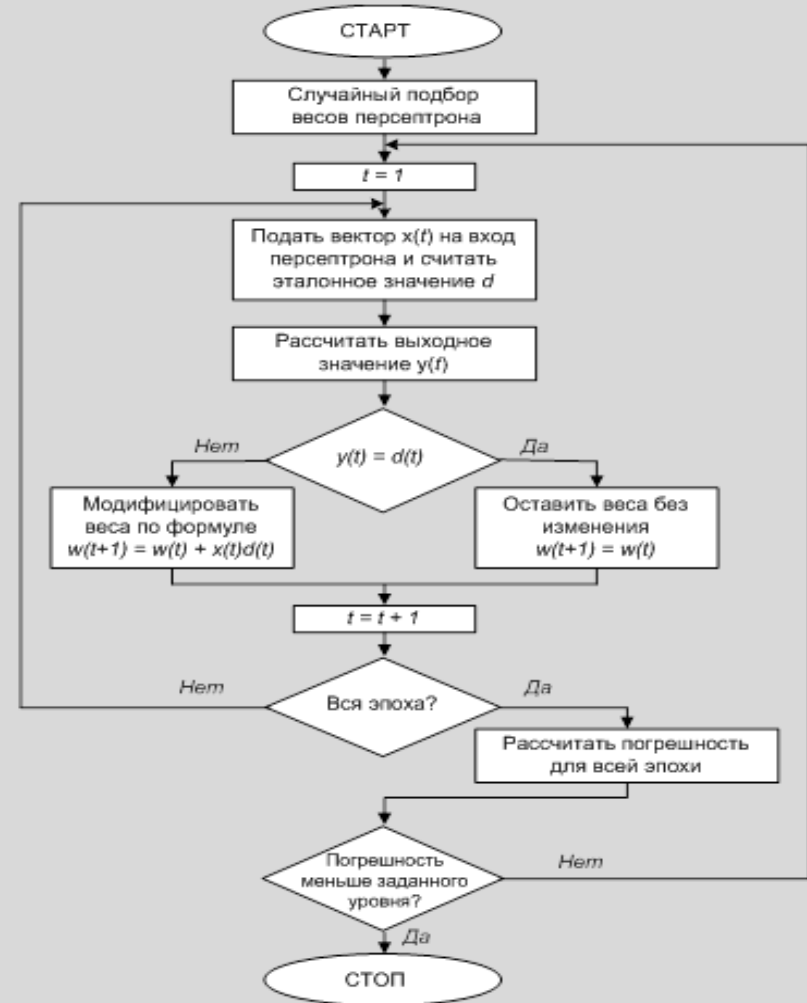 СТАРТ
Случайный подбор
весов персептрона
t = 1
Подать вектор x(t) на вход
персептрона и считать
эталонное значение d
Рассчитать выходное
значение y(t)
Нет
y(t) = d(t)
Да
Модифицировать
веса по формуле
w(t+1) = w(t) + x(t)d(t)
Оставить веса без
изменения
w(t+1) = w(t)
t = t + 1
Нет
Вся эпоха?
Да
Рассчитать погрешность
для всей эпохи
Погрешность
меньше заданного
уровня?
Нет
Да
СТОП